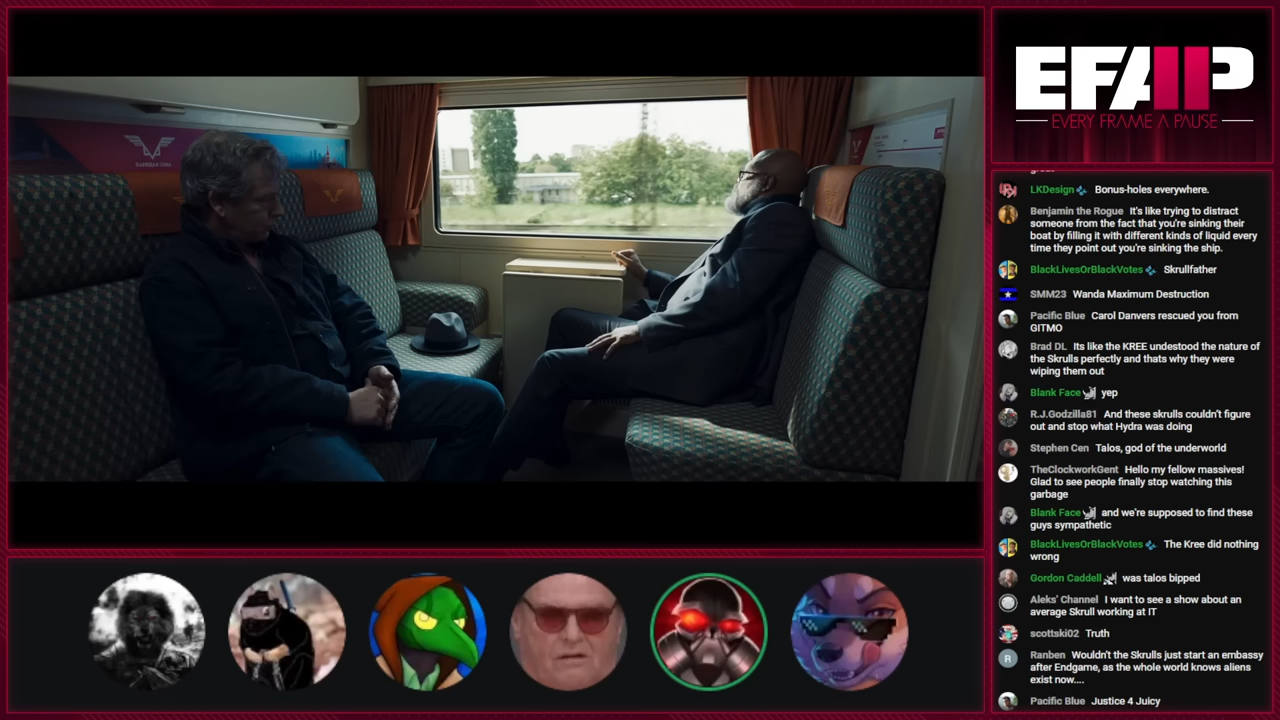 EFAP
EVERY FRAME A PAUSE
LKDesign Bonus-holes everywhere.
Benjamin the Rogue It's like trying to distract
someone from the fact that you're sinking their
boat by filling it with different kinds of liquid every
time they point out you're sinking the ship.
BlackLivesOrBlackVotes Skrullfather
SMM23 Wanda Maximum Destruction
Pacific Blue Carol Danvers rescued you from
GITMO
Brad DL Its like the KREE undestood the nature of
the Skrulls perfectly and thats why they were
wiping them out
Blank Face yep
R.J.Godzilla81 And these skrulls couldn't figure
out and stop what Hydra was doing
Stephen Cen Talos, god of the underworld
TheClockworkGent Hello my fellow massives!
Glad to see people finally stop watching this
garbage
Blank Face and we're supposed to find these
guys sympathetic
BlackLivesOrBlackVotes The Kree did nothing
wrong
Gordon Caddell was talos bipped
Aleks' Channel I want to see a show about an
average Skrull working at IT
scottski02 Truth
R
Ranben Wouldn't the Skrulls just start an embassy
after Endgame, as the whole world knows aliens
exist now....
Pacific Blue Justice 4 Juicy